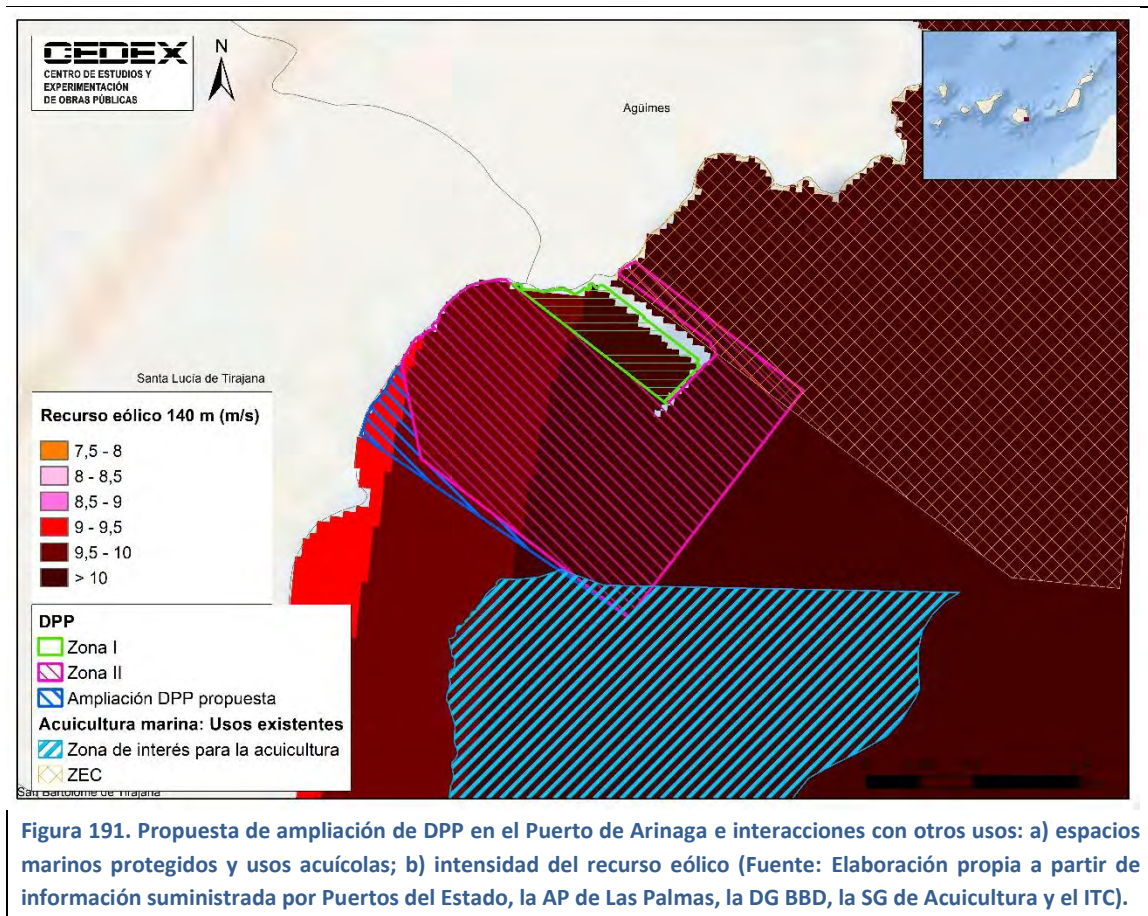 CEDEX
CENTRO DE ESTUDIOS Y
EXPERIMENTACIÓN
DE OBRAS PÚBLICAS
N
Agüimes
Santa Lucía de Tirajana
Recurso eólico 140 m (m/s)
7,5 - 8
8 - 8,5
8,5 - 9
9 - 9,5
9,5 - 10
> 10
DPP
Zona I
Zona II
Ampliación DPP propuesta
Acuicultura marina: Usos existentes
Zona de interés para la acuicultura
ZEC
San Bartolomé de Tirajana
Figura 191. Propuesta de ampliación de DPP en el Puerto de Arinaga e interacciones con otros usos: a) espacios
marinos protegidos y usos acuícolas; b) intensidad del recurso eólico (Fuente: Elaboración propia a partir de
información suministrada por Puertos del Estado, la AP de Las Palmas, la DG BBD, la SG de Acuicultura y el ITC).